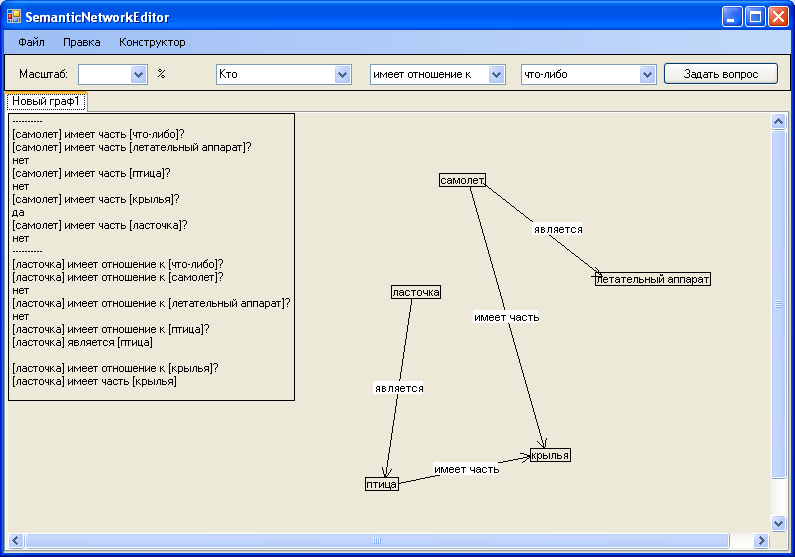 SemanticNetworkEditor
Файл Правка Конструктор
Масштаб: % Кто имеет отношение к что-либо Задать вопрос
Новый граф1
----------
[самолет] имеет часть [что-либо]?
[самолет] имеет часть [летательный аппарат]?
нет
[самолет] имеет часть [птица]?
нет
[самолет] имеет часть [крылья]?
да
[самолет] имеет часть [ласточка]?
нет
----------
[ласточка] имеет отношение к [что-либо]?
[ласточка] имеет отношение к [самолет]?
нет
[ласточка] имеет отношение к [летательный аппарат]?
нет
[ласточка] имеет отношение к [птица]?
[ласточка] является [птица]
[ласточка] имеет отношение к [крылья]?
[ласточка] имеет часть [крылья]
самолет
является
летательный аппарат
ласточка
имеет часть
является
крылья
имеет часть
птица